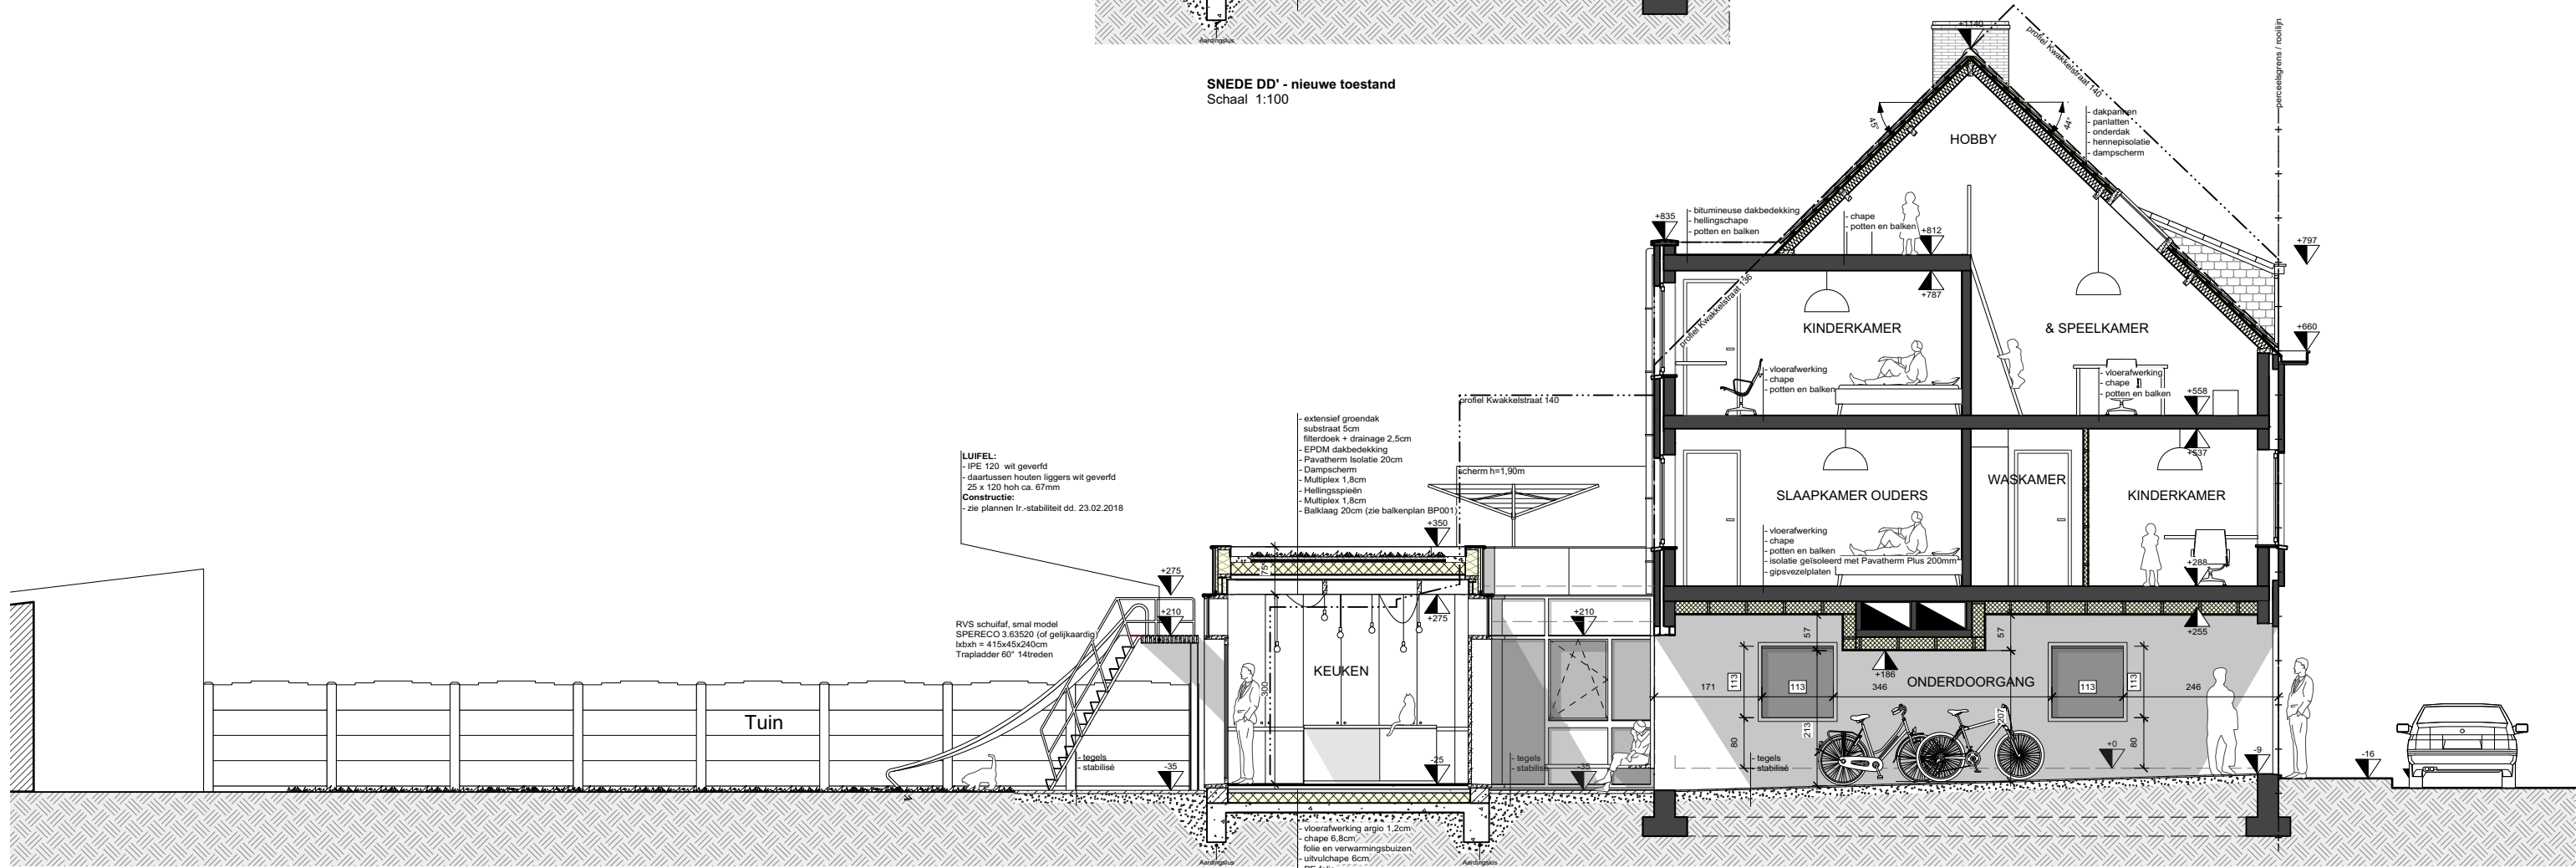 Aardingslus
SNEDE DD' - nieuwe toestand
Schaal 1:100
+1140
profiel Kwakkelstraat 140
perceelsgrens / rooilijn
45°
44°
- dakpannen
- panlatten
- onderdak
- hennepisolatie
- dampscherm
HOBBY
+835
- bitumineuse dakbedekking
- hellingschape
- potten en balken
- chape
- potten en balken
+812
+797
+787
profiel Kwakkelstraat 136
KINDERKAMER
& SPEELKAMER
+660
- vloerafwerking
- chape
- potten en balken
- vloerafwerking
- chape
- potten en balken
+558
profiel Kwakkelstraat 140
- extensief groendak
substraat 5cm
filterdoek + drainage 2,5cm
- EPDM dakbedekking
- Pavatherm Isolatie 20cm
- Dampscherm
- Multiplex 1,8cm
- Hellingsspieën
- Multiplex 1,8cm
- Balklaag 20cm (zie balkenplan BP001)
scherm h=1,90m
+537
LUIFEL:
- IPE 120 wit geverfd
- daartussen houten liggers wit geverfd
25 x 120 hoh ca. 67mm
Constructie:
- zie plannen Ir.-stabiliteit dd. 23.02.2018
SLAAPKAMER OUDERS
WASKAMER
KINDERKAMER
- vloerafwerking
- chape
- potten en balken
- isolatie geïsoleerd met Pavatherm Plus 200mm
- gipsvezelplaten
+350
+288
75
+275
+275
+210
+210
+255
RVS schuifaf, smal model
SPERECO 3.63520 (of gelijkaardig)
lxbxh = 415x45x240cm
Trapladder 60° 14treden
57
57
KEUKEN
300
+186
ONDERDOORGANG
171
113
113
346
113
113
246
Tuin
213
207
80
80
+0
- tegels
- stabilisé
-35
-25
- tegels
- stabilisé
-35
- tegels
- stabilisé
-9
-16
- vloerafwerking argio 1,2cm
- chape 6,8cm
folie en verwarmingsbuizen
- uitvulchape 6cm
- PE folie
Aardingslus
Aardingslus